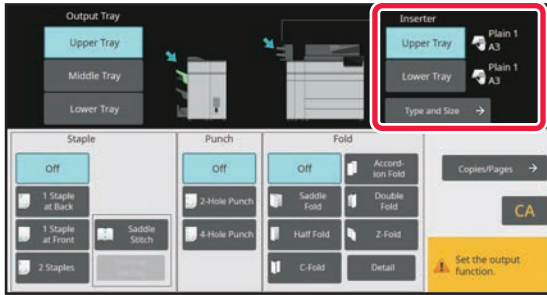 Output Tray
Upper Tray
Middle Tray
Lower Tray
Inserter
Upper Tray
Plain 1
A3
Lower Tray
Plain 1
A3
Type and Size
Staple
Off
1 Staple
at Back
1 Staple
at Front
2 Staples
Saddle
Stitch
Punch
Off
2-Hole Punch
4-Hole Punch
Fold
Off
Accord-
ion Fold
Saddle
Fold
Double
Fold
Half Fold
Z-Fold
C-Fold
Detail
Copies/Pages
CA
Set the output
function.